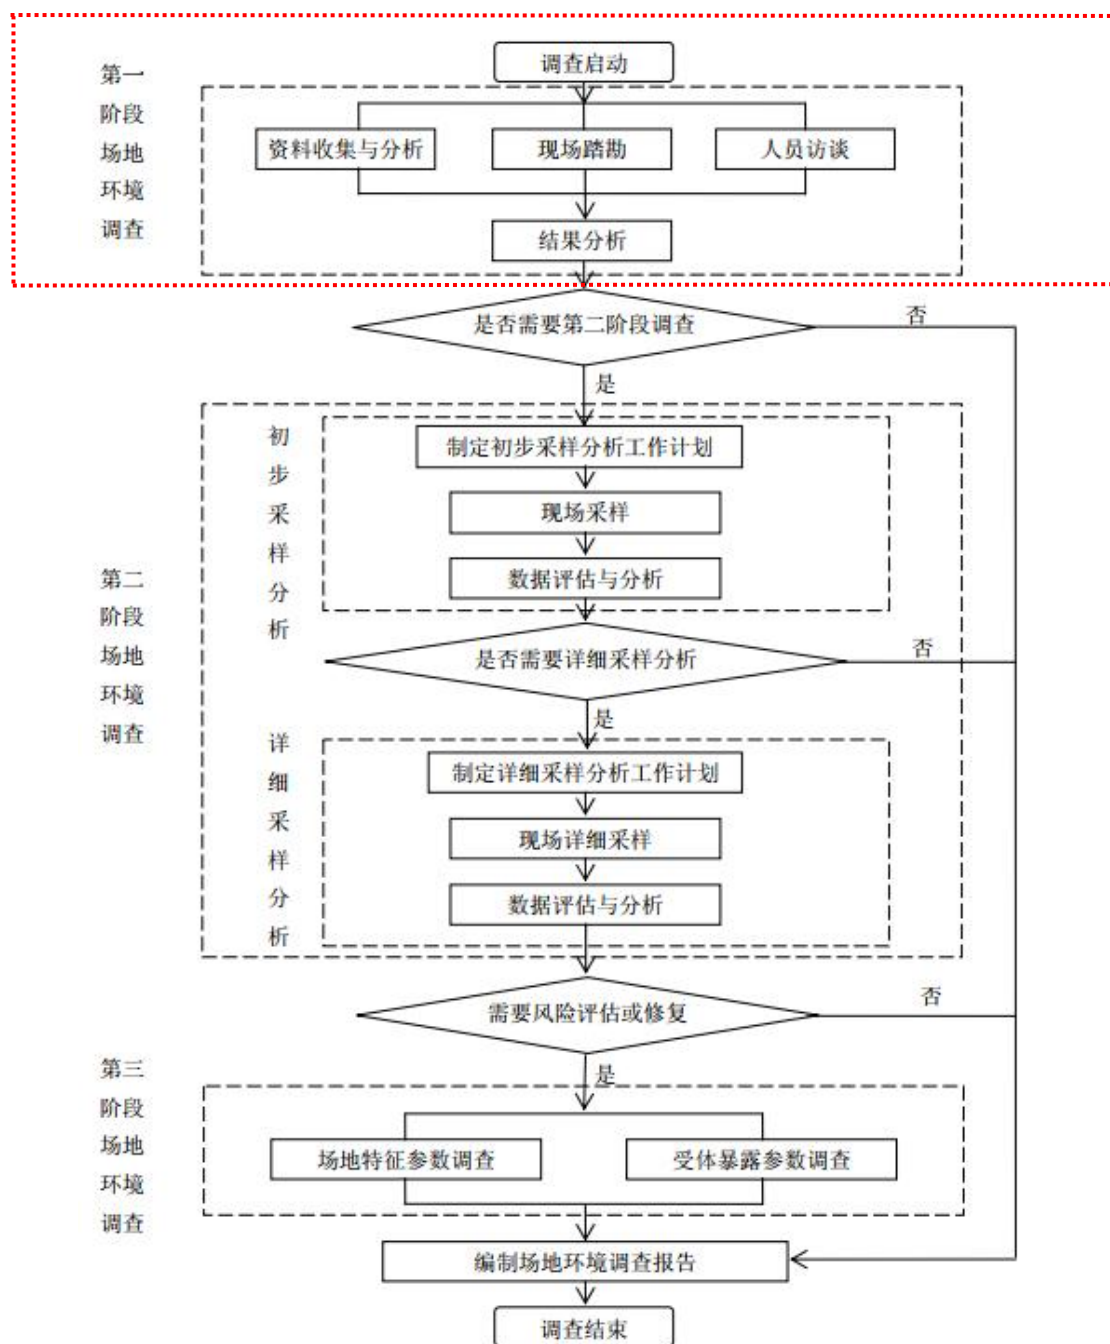 调查启动
第一
阶段
场地
环境
调查
资料收集与分析
现场踏勘
人员访谈
结果分析
是否需要第二阶段调查
否
是
第二
阶段
场地
环境
调查
初
步
采
样
分
析
制定初步采样分析工作计划
现场采样
数据评估与分析
是否需要详细采样分析
否
是
详
细
采
样
分
析
制定详细采样分析工作计划
现场详细采样
数据评估与分析
需要风险评估或修复
否
是
第三
阶段
场地
环境
调查
场地特征参数调查
受体暴露参数调查
编制场地环境调查报告
调查结束